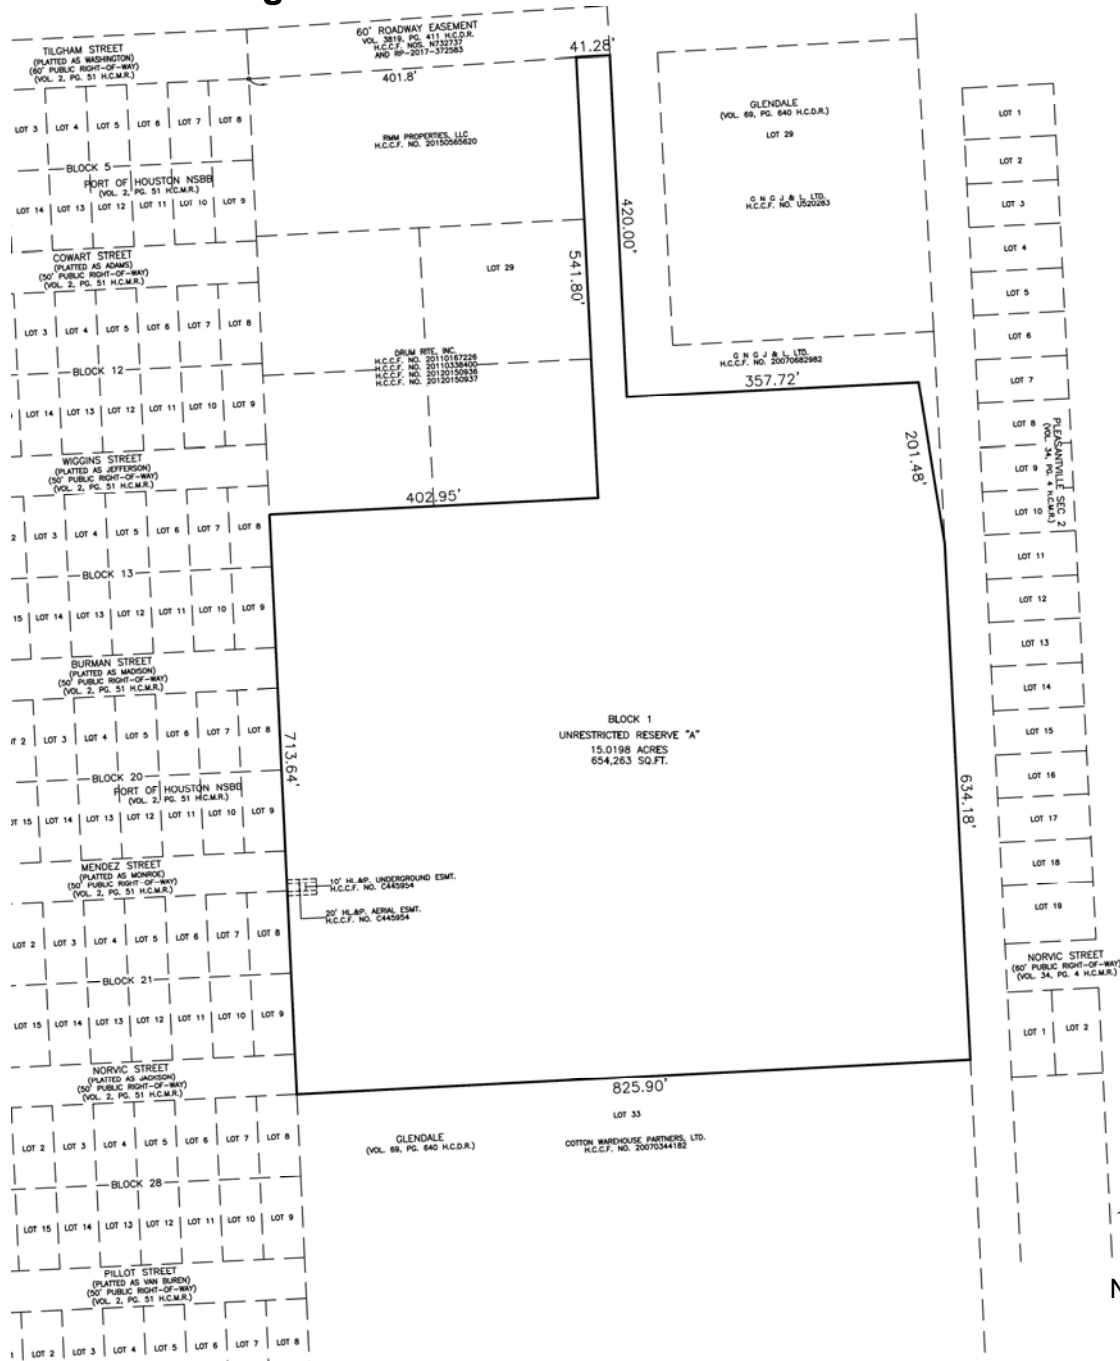 g
TILGHAM STREET
(PLATTED AS WASHINGTON)
(60' PUBLIC RIGHT-OF-WAY)
(VOL. 2, PG. 51 H.C.M.R.)
60' ROADWAY EASEMENT
VOL. 3819, PG. 411 H.C.D.R.
H.C.C.F. NOS. N732737
AND RP-2017-372583
41.28'
401.8'
LOT 3 LOT 4 LOT 5 LOT 6 LOT 7 LOT 8
BLOCK 5
PORT OF HOUSTON NSBB
(VOL. 2, PG. 51 H.C.M.R.)
LOT 14 LOT 13 LOT 12 LOT 11 LOT 10 LOT 9
RMM PROPERTIES, LLC
H.C.C.F. NO. 20150565620
GLENDALE
(VOL. 69, PG. 640 H.C.D.R.)
LOT 29
G N G J & L, LTD.
H.C.C.F. NO. U520283
420.00'
541.80'
COWART STREET
(PLATTED AS ADAMS)
(50' PUBLIC RIGHT-OF-WAY)
(VOL. 2, PG. 51 H.C.M.R.)
LOT 29
LOT 3 LOT 4 LOT 5 LOT 6 LOT 7 LOT 8
BLOCK 12
LOT 14 LOT 13 LOT 12 LOT 11 LOT 10 LOT 9
DRUM RITE, INC.
H.C.C.F. NO. 20110167226
H.C.C.F. NO. 20110338400
H.C.C.F. NO. 20120150936
H.C.C.F. NO. 20120150937
G N G J & L, LTD.
H.C.C.F. NO. 20070682982
357.72'
201.48'
WIGGINS STREET
(PLATTED AS JEFFERSON)
(50' PUBLIC RIGHT-OF-WAY)
(VOL. 2, PG. 51 H.C.M.R.)
402.95'
2 LOT 3 LOT 4 LOT 5 LOT 6 LOT 7 LOT 8
BLOCK 13
15 LOT 14 LOT 13 LOT 12 LOT 11 LOT 10 LOT 9
BURMAN STREET
(PLATTED AS MADISON)
(50' PUBLIC RIGHT-OF-WAY)
(VOL. 2, PG. 51 H.C.M.R.)
LOT 3 LOT 4 LOT 5 LOT 6 LOT 7 LOT 8
BLOCK 20
PORT OF HOUSTON NSBB
(VOL. 2, PG. 51 H.C.M.R.)
LOT 14 LOT 13 LOT 12 LOT 11 LOT 10 LOT 9
713.64'
BLOCK 1
UNRESTRICTED RESERVE "A"
15.0198 ACRES
654,263 SQ.FT.
634.18'
MENDEZ STREET
(PLATTED AS MONROE)
(50' PUBLIC RIGHT-OF-WAY)
(VOL. 2, PG. 51 H.C.M.R.)
10' HL.&P. UNDERGROUND ESMT.
H.C.C.F. NO. C445954
20' HL.&P. AERIAL ESMT.
H.C.C.F. NO. C445954
LOT 2 LOT 3 LOT 4 LOT 5 LOT 6 LOT 7 LOT 8
BLOCK 21
LOT 15 LOT 14 LOT 13 LOT 12 LOT 11 LOT 10 LOT 9
NORVIC STREET
(PLATTED AS JACKSON)
(50' PUBLIC RIGHT-OF-WAY)
(VOL. 2, PG. 51 H.C.M.R.)
825.90'
LOT 33
GLENDALE
(VOL. 69, PG. 640 H.C.D.R.)
COTTON WAREHOUSE PARTNERS, LTD.
H.C.C.F. NO. 20070344182
LOT 2 LOT 3 LOT 4 LOT 5 LOT 6 LOT 7 LOT 8
BLOCK 28
LOT 15 LOT 14 LOT 13 LOT 12 LOT 11 LOT 10 LOT 9
PILLOT STREET
(PLATTED AS VAN BUREN)
(50' PUBLIC RIGHT-OF-WAY)
(VOL. 2, PG. 51 H.C.M.R.)
LOT 2 LOT 3 LOT 4 LOT 5 LOT 6 LOT 7 LOT 8
LOT 1
LOT 2
LOT 3
LOT 4
LOT 5
LOT 6
LOT 7
LOT 8
LOT 9
LOT 10
PLEASANTVILLE SEC 2
(VOL. 34, PG. 4 H.C.M.R.)
LOT 11
LOT 12
LOT 13
LOT 14
LOT 15
LOT 16
LOT 17
LOT 18
LOT 19
NORVIC STREET
(60' PUBLIC RIGHT-OF-WAY)
(VOL. 34, PG. 4 H.C.M.R.)
LOT 1 LOT 2
N